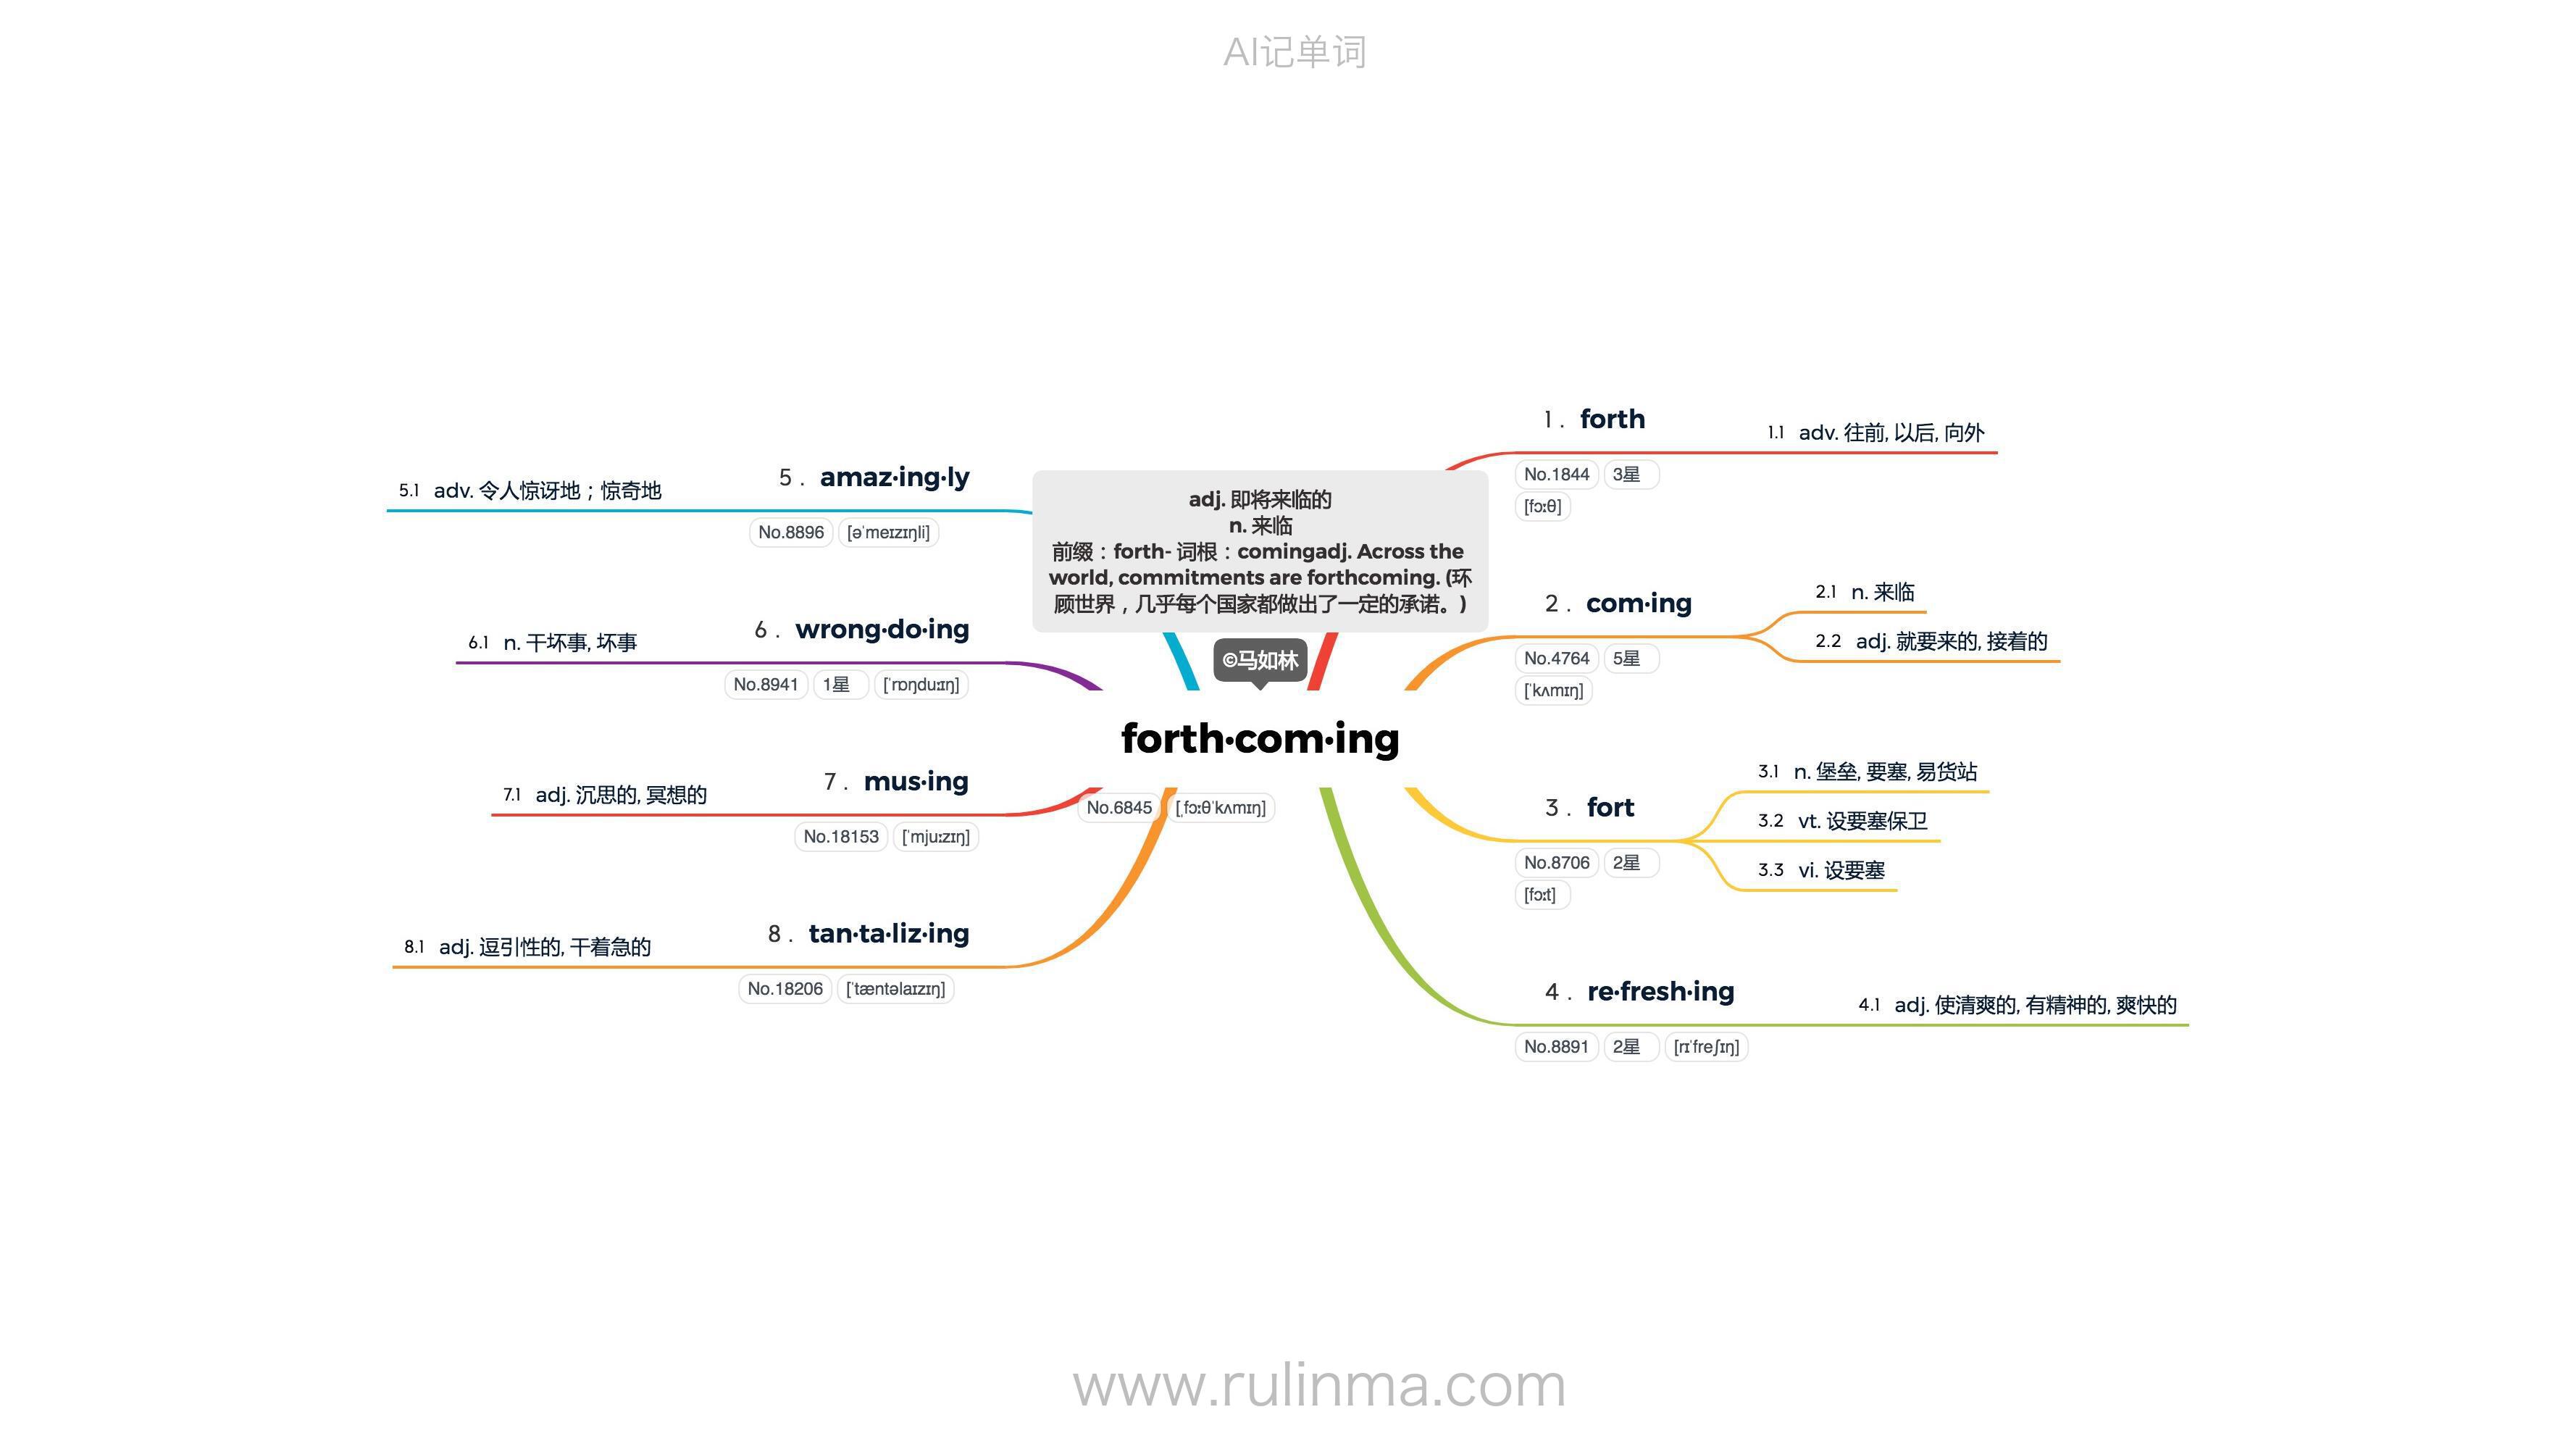 AI记单词
adj. 即将来临的
n. 来临
前缀：forth- 词根：comingadj. Across the
world, commitments are forthcoming. (环
顾世界，几乎每个国家都做出了一定的承诺。)
©马如林
forth·com·ing
No.6845 [ˌfɔːθˈkʌmɪŋ]
1 . forth
No.1844 3星
[fɔːθ]
1.1 adv. 往前, 以后, 向外
2 . com·ing
No.4764 5星
[ˈkʌmɪŋ]
2.1 n. 来临
2.2 adj. 就要来的, 接着的
3 . fort
No.8706 2星
[fɔːt]
3.1 n. 堡垒, 要塞, 易货站
3.2 vt. 设要塞保卫
3.3 vi. 设要塞
4 . re·fresh·ing
No.8891 2星 [rɪˈfreʃɪŋ]
4.1 adj. 使清爽的, 有精神的, 爽快的
5 . amaz·ing·ly
No.8896 [əˈmeɪzɪŋli]
5.1 adv. 令人惊讶地；惊奇地
6 . wrong·do·ing
No.8941 1星 [ˈrɒŋduːɪŋ]
6.1 n. 干坏事, 坏事
7 . mus·ing
No.18153 [ˈmjuːzɪŋ]
7.1 adj. 沉思的, 冥想的
8 . tan·ta·liz·ing
No.18206 [ˈtæntəlaɪzɪŋ]
8.1 adj. 逗引性的, 干着急的
www.rulinma.com